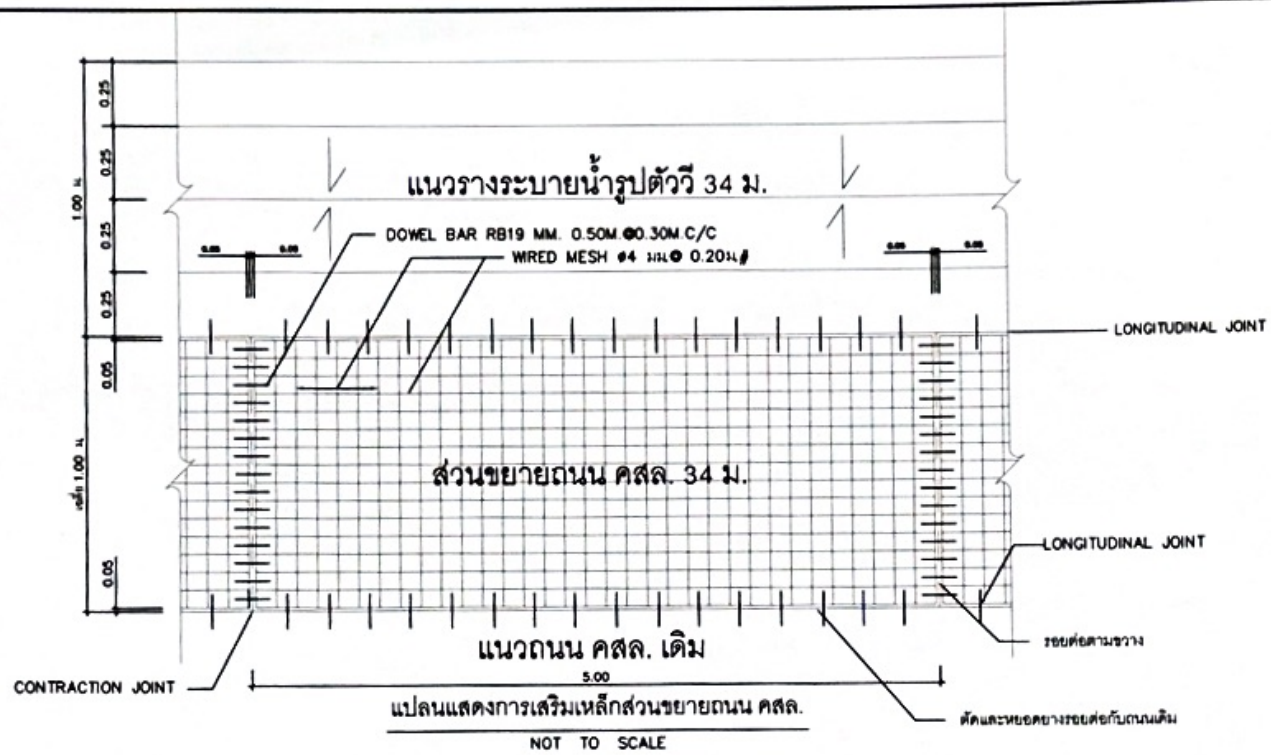 0.25
0.25
1.00 ม.
แนวรางระบายน้ำรูปตัววี 34 ม.
0.25
DOWEL BAR RB19 MM. 0.50M.@0.30M.C/C
WIRED MESH ø4 มม.@ 0.20ม.#
0.25
LONGITUDINAL JOINT
0.05
เฉลี่ย 1.00 ม.
ส่วนขยายถนน คสล. 34 ม.
LONGITUDINAL JOINT
0.05
รอยต่อตามขวาง
แนวถนน คสล. เดิม
5.00
CONTRACTION JOINT
แปลนแสดงการเสริมเหล็กส่วนขยายถนน คสล.
ตัดและหยอดยางรอยต่อกับถนนเดิม
NOT TO SCALE